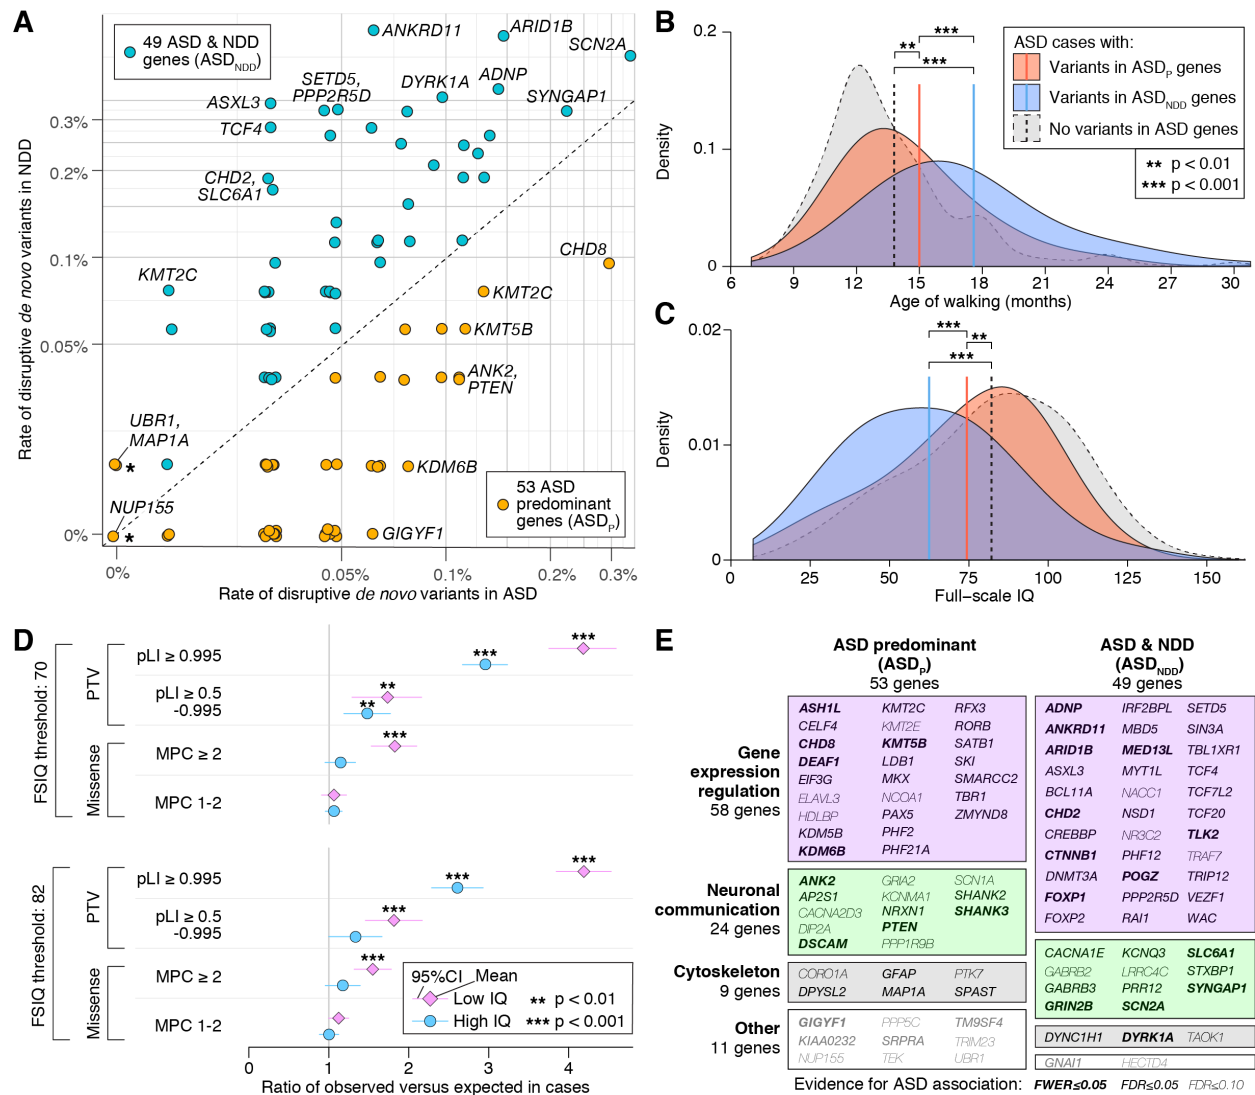 A
49 ASD & NDD
genes (ASDNDD)
ANKRD11
ARID1B
SCN2A
SETD5,
PPP2R5D
DYRK1A
ADNP
SYNGAP1
ASXL3
TCF4
CHD2,
SLC6A1
KMT2C
CHD8
KMT2C
KMT5B
ANK2,
PTEN
UBR1,
MAP1A
*
KDM6B
NUP155
*
GIGYF1
53 ASD
predominant
genes (ASDP)
0.3%
0.2%
0.1%
0.05%
0%
Rate of disruptive de novo variants in NDD
0%
0.05%
0.1%
0.2%
0.3%
Rate of disruptive de novo variants in ASD
B
0.2
0.1
0
Density
**
***
***
ASD cases with:
Variants in ASDP genes
Variants in ASDNDD genes
No variants in ASD genes
** p < 0.01
*** p < 0.001
6
9
12
15
18
21
24
27
30
Age of walking (months)
C
0.02
0.01
0
Density
***
**
***
0
25
50
75
100
125
150
Full−scale IQ
D
FSIQ threshold: 70
PTV
pLI ≥ 0.995
***
***
pLI ≥ 0.5
-0.995
**
**
Missense
MPC ≥ 2
***
MPC 1-2
FSIQ threshold: 82
PTV
pLI ≥ 0.995
***
***
pLI ≥ 0.5
-0.995
***
Missense
MPC ≥ 2
***
MPC 1-2
95%CI Mean
Low IQ ** p < 0.01
High IQ *** p < 0.001
0
1
2
3
4
Ratio of observed versus expected in cases
E
ASD predominant
(ASDP)
53 genes
ASD & NDD
(ASDNDD)
49 genes
Gene
expression
regulation
58 genes
ASH1L KMT2C RFX3
CELF4 KMT2E RORB
CHD8 KMT5B SATB1
DEAF1 LDB1 SKI
EIF3G MKX SMARCC2
ELAVL3 NCOA1 TBR1
HDLBP PAX5 ZMYND8
KDM5B PHF2
KDM6B PHF21A
ADNP IRF2BPL SETD5
ANKRD11 MBD5 SIN3A
ARID1B MED13L TBL1XR1
ASXL3 MYT1L TCF4
BCL11A NACC1 TCF7L2
CHD2 NSD1 TCF20
CREBBP NR3C2 TLK2
CTNNB1 PHF12 TRAF7
DNMT3A POGZ TRIP12
FOXP1 PPP2R5D VEZF1
FOXP2 RAI1 WAC
Neuronal
communication
24 genes
ANK2 GRIA2 SCN1A
AP2S1 KCNMA1 SHANK2
CACNA2D3 NRXN1 SHANK3
DIP2A PTEN
DSCAM PPP1R9B
CACNA1E KCNQ3 SLC6A1
GABRB2 LRRC4C STXBP1
GABRB3 PRR12 SYNGAP1
GRIN2B SCN2A
Cytoskeleton
9 genes
CORO1A GFAP PTK7
DPYSL2 MAP1A SPAST
DYNC1H1 DYRK1A TAOK1
Other
11 genes
GIGYF1 PPP5C TM9SF4
KIAA0232 SRPRA TRIM23
NUP155 TEK UBR1
GNAI1 HECTD4
Evidence for ASD association: FWER≤0.05 FDR≤0.05 FDR≤0.10